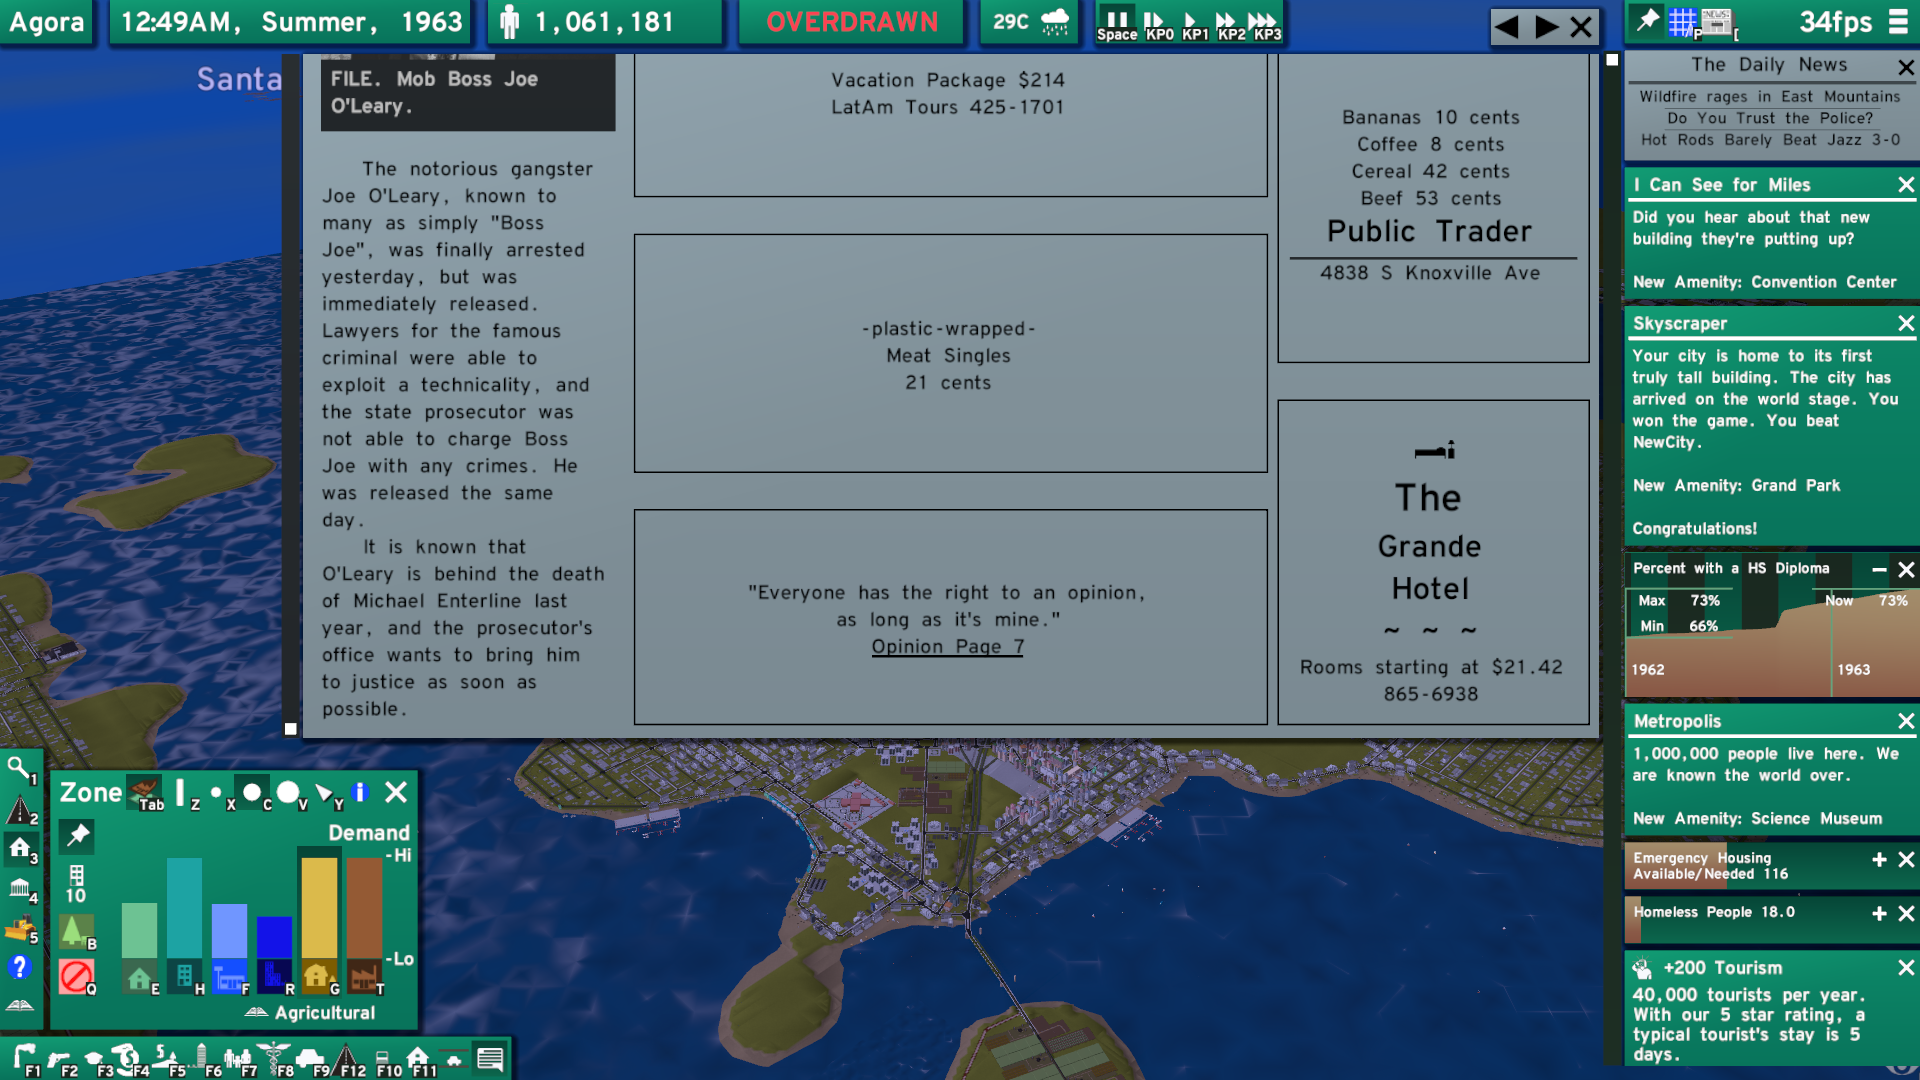 Agora
12:49AM, Summer, 1963
1,061,181
OVERDRAWN
29C
Space KP0 KP1 KP2 KP3
P [
34fps
Santa
FILE. Mob Boss Joe
O'Leary.
The notorious gangster
Joe O'Leary, known to
many as simply "Boss
Joe", was finally arrested
yesterday, but was
immediately released.
Lawyers for the famous
criminal were able to
exploit a technicality, and
the state prosecutor was
not able to charge Boss
Joe with any crimes. He
was released the same
day.
It is known that
O'Leary is behind the death
of Michael Enterline last
year, and the prosecutor's
office wants to bring him
to justice as soon as
possible.
Vacation Package $214
LatAm Tours 425-1701
-plastic-wrapped-
Meat Singles
21 cents
"Everyone has the right to an opinion,
as long as it's mine."
Opinion Page 7
Bananas 10 cents
Coffee 8 cents
Cereal 42 cents
Beef 53 cents
Public Trader
4838 S Knoxville Ave
The
Grande
Hotel
~ ~ ~
Rooms starting at $21.42
865-6938
The Daily News
Wildfire rages in East Mountains
Do You Trust the Police?
Hot Rods Barely Beat Jazz 3-0
I Can See for Miles
Did you hear about that new
building they're putting up?
New Amenity: Convention Center
Skyscraper
Your city is home to its first
truly tall building. The city has
arrived on the world stage. You
won the game. You beat
NewCity.
New Amenity: Grand Park
Congratulations!
Percent with a HS Diploma
Max 73% Now 73%
Min 66%
1962 1963
Metropolis
1,000,000 people live here. We
are known the world over.
New Amenity: Science Museum
Emergency Housing
Available/Needed 116
Homeless People 18.0
+200 Tourism
40,000 tourists per year.
With our 5 star rating, a
typical tourist's stay is 5
days.
1
2
3
4
5
Zone Tab Z X C V Y
Demand
-Hi
10
B
-Lo
Q E H F R G T
Agricultural
F1 F2 F3 F4 F5 F6 F7 F8 F9 F12 F10 F11